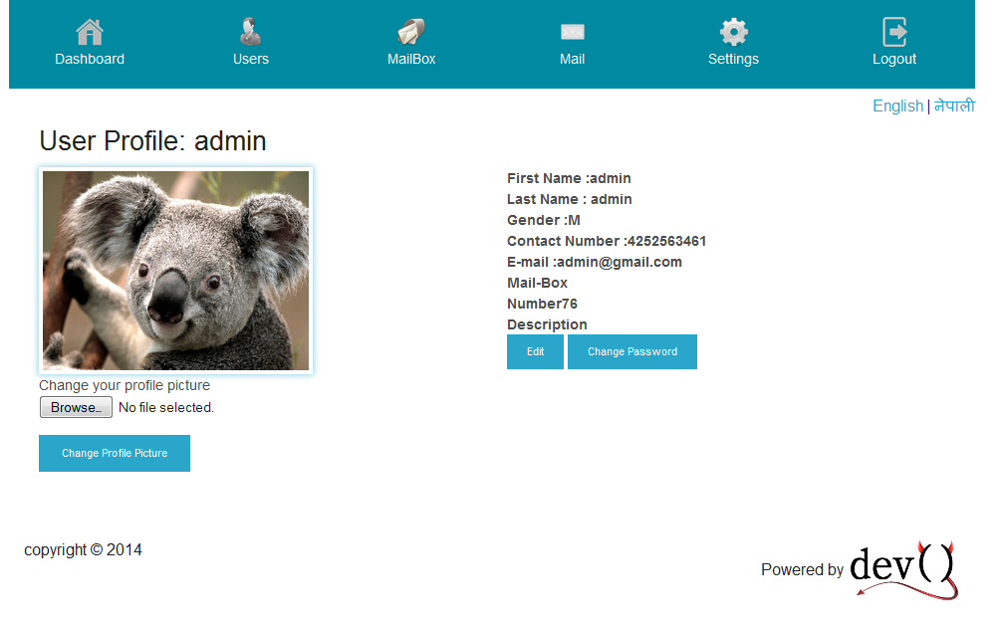 Dashboard
Users
MailBox
Mail
Settings
Logout
English | नेपाली
User Profile: admin
First Name :admin
Last Name : admin
Gender :M
Contact Number :4252563461
E-mail :admin@gmail.com
Mail-Box
Number76
Description
Edit
Change Password
Change your profile picture
Browse… No file selected.
Change Profile Picture
copyright © 2014
Powered by dev()